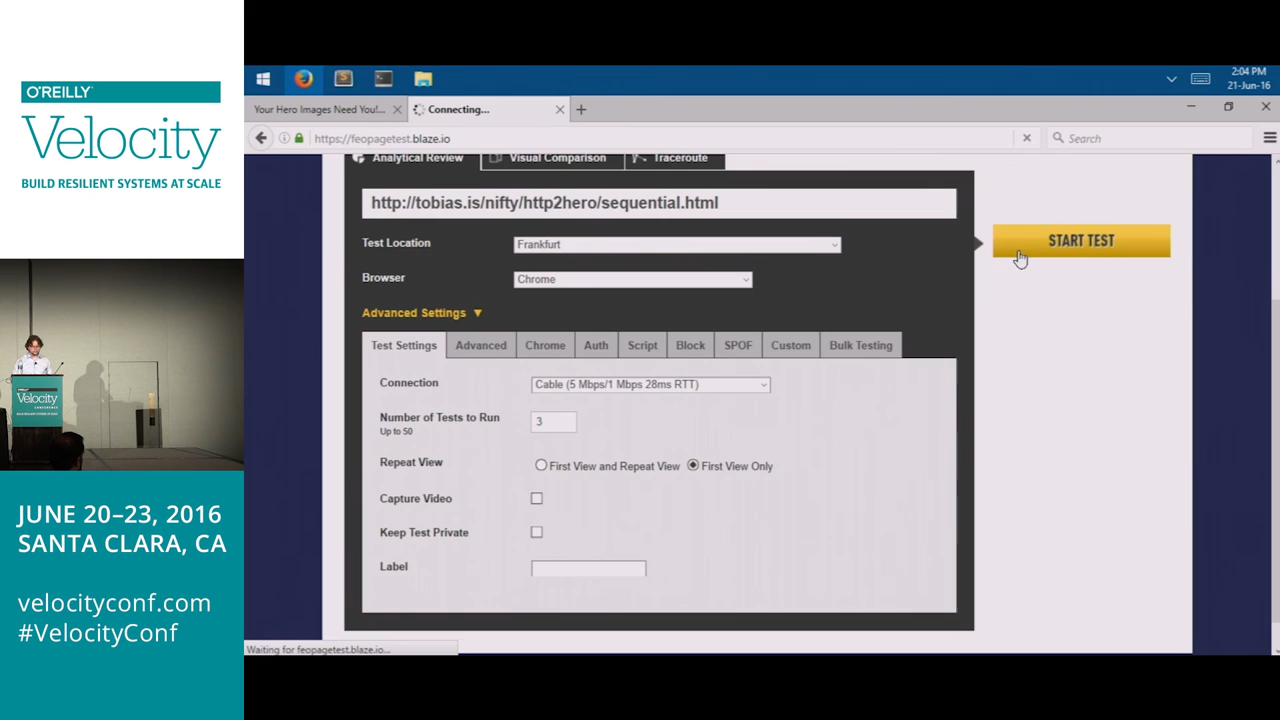 O'REILLY®
Velocity
BUILD RESILIENT SYSTEMS AT SCALE
JUNE 20–23, 2016
SANTA CLARA, CA
velocityconf.com
#VelocityConf
Velocity
CONFERENCE
2:04 PM
21-Jun-16
Your Hero Images Need You!...
Connecting...
https://feopagetest.blaze.io
Search
Analytical Review
Visual Comparison
Traceroute
http://tobias.is/nifty/http2hero/sequential.html
START TEST
Test Location
Frankfurt
Browser
Chrome
Advanced Settings ▼
Test Settings
Advanced
Chrome
Auth
Script
Block
SPOF
Custom
Bulk Testing
Connection
Cable (5 Mbps/1 Mbps 28ms RTT)
Number of Tests to Run
Up to 50
3
Repeat View
First View and Repeat View
First View Only
Capture Video
Keep Test Private
Label
Waiting for feopagetest.blaze.io...